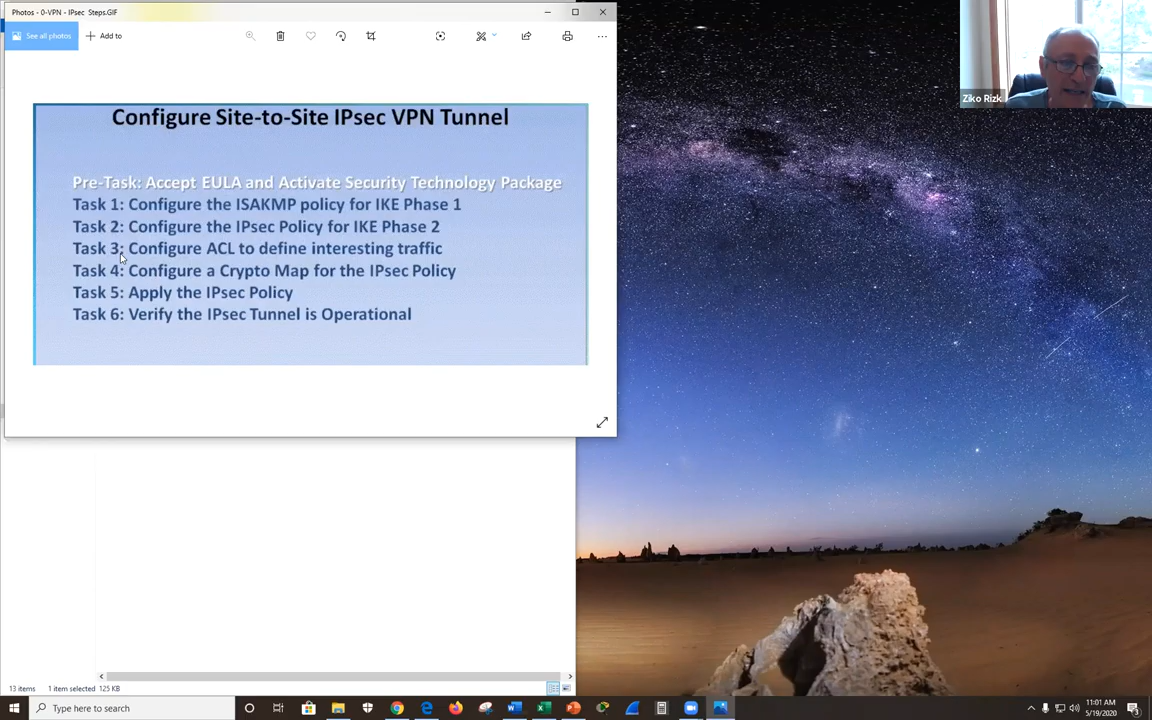 Photos - 0-VPN - IPsec Steps.GIF
See all photos
Add to
Configure Site-to-Site IPsec VPN Tunnel
Pre-Task: Accept EULA and Activate Security Technology Package
Task 1: Configure the ISAKMP policy for IKE Phase 1
Task 2: Configure the IPsec Policy for IKE Phase 2
Task 3: Configure ACL to define interesting traffic
Task 4: Configure a Crypto Map for the IPsec Policy
Task 5: Apply the IPsec Policy
Task 6: Verify the IPsec Tunnel is Operational
Ziko Rizk
13 items
1 item selected 125 KB
Type here to search
11:01 AM
5/19/2020